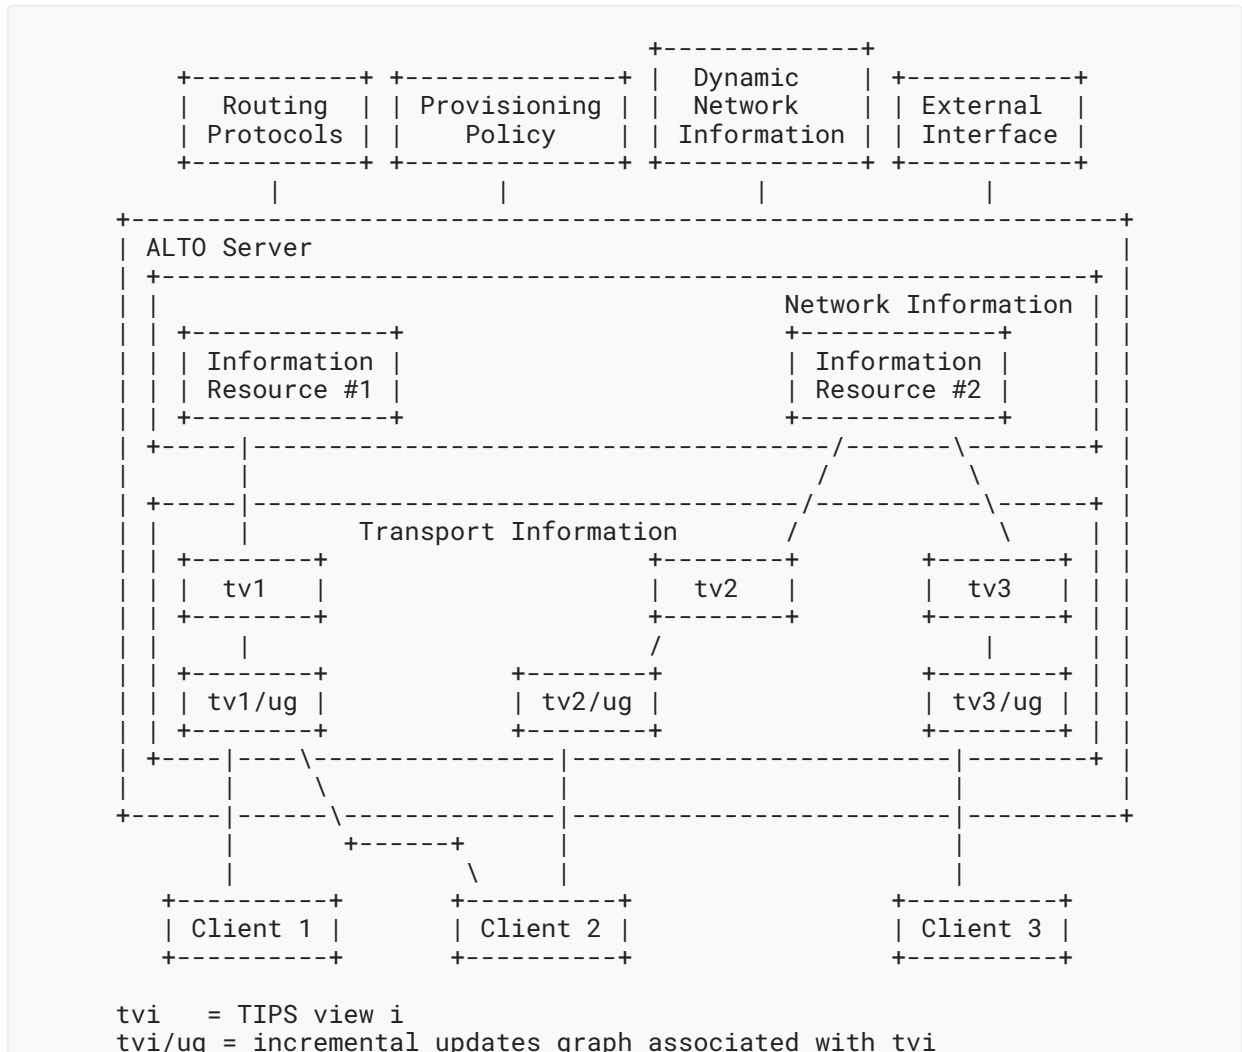 +--------------+
    +-----------+ +--------------+ |  Dynamic     | +-----------+
    |  Routing  | | Provisioning | |  Network     | | External  |
    | Protocols | |    Policy    | | Information  | | Interface |
    +-----------+ +--------------+ +--------------+ +-----------+
          |              |                |               |
+------------------------------------------------------------------+
| ALTO Server                                                      |
| +--------------------------------------------------------------+ |
| |                                         Network Information | |
| | +-------------+                         +-------------+     | |
| | | Information |                         | Information |     | |
| | | Resource #1 |                         | Resource #2 |     | |
| | +-------------+                         +-------------+     | |
| +-----|--------------------------------------/-------\---------+ |
|       |                                     /         \         |
| +-----|------------------------------------/-----------\-------+ |
| |     |       Transport Information       /             \      | |
| | +--------+                     +--------+        +--------+ | |
| | |  tv1   |                     |  tv2   |        |  tv3   | | |
| | +--------+                     +--------+        +--------+ | |
| |     |                          /                     |     | |
| | +--------+            +--------+                 +--------+ | |
| | | tv1/ug |            | tv2/ug |                 | tv3/ug | | |
| | +--------+            +--------+                 +--------+ | |
| +----|----\----------------|-------------------------|--------+ |
|      |     \               |                         |          |
+------|------\--------------|-------------------------|----------+
       |       +------+      |                         |
       |               \     |                         |
   +----------+       +----------+                 +----------+
   | Client 1 |       | Client 2 |                 | Client 3 |
   +----------+       +----------+                 +----------+
tvi   = TIPS view i
tvi/ug = incremental updates graph associated with tvi